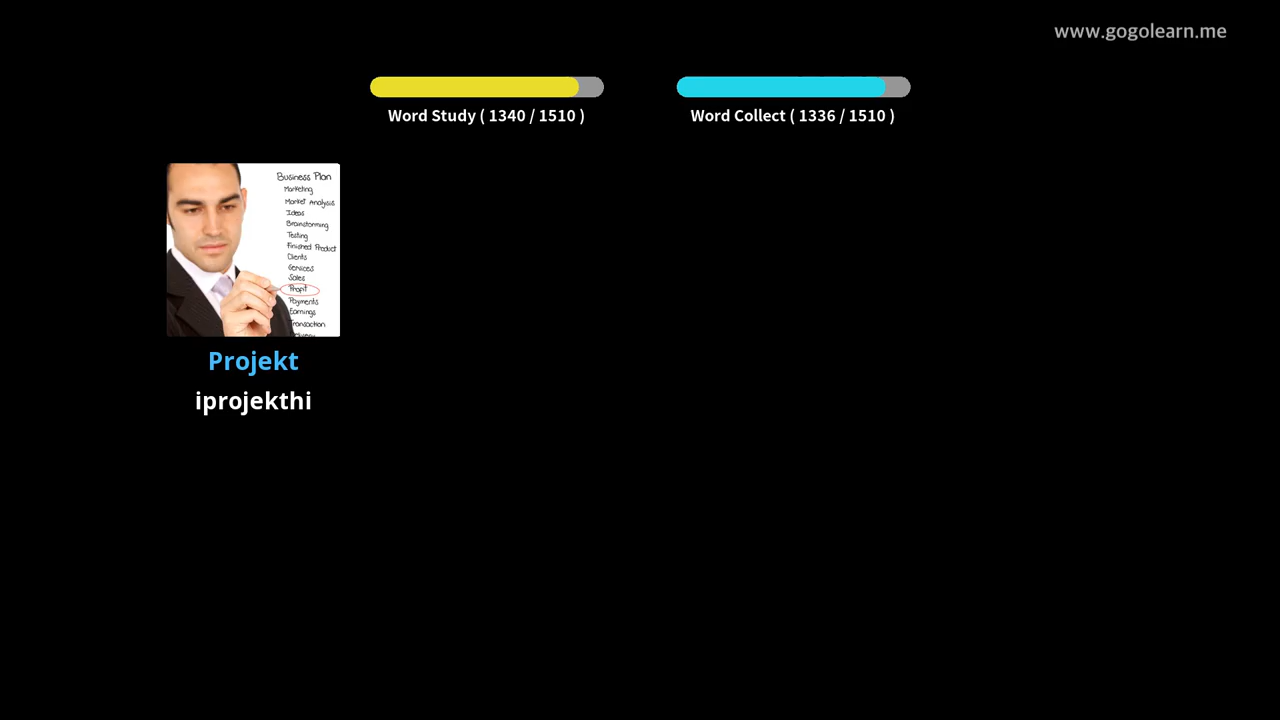 www.gogolearn.me
Word Study ( 1340 / 1510 )
Word Collect ( 1336 / 1510 )
Business Plan
Marketing
Market Analysis
Ideas
Brainstorming
Testing
Finished Product
Clients
Services
Sales
Profit
Payments
Earnings
Transaction
Delivery
Projekt
iprojekthi